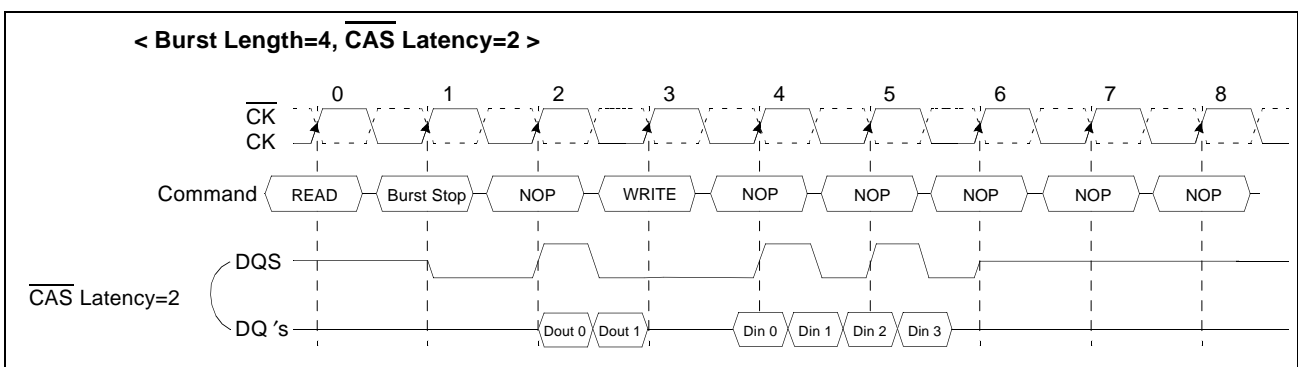 < Burst Length=4, CAS Latency=2 >
0 1 2 3 4 5 6 7 8
CK
CK
Command READ Burst Stop NOP WRITE NOP NOP NOP NOP NOP
DQS
CAS Latency=2
DQ ′s Dout 0 Dout 1 Din 0 Din 1 Din 2 Din 3